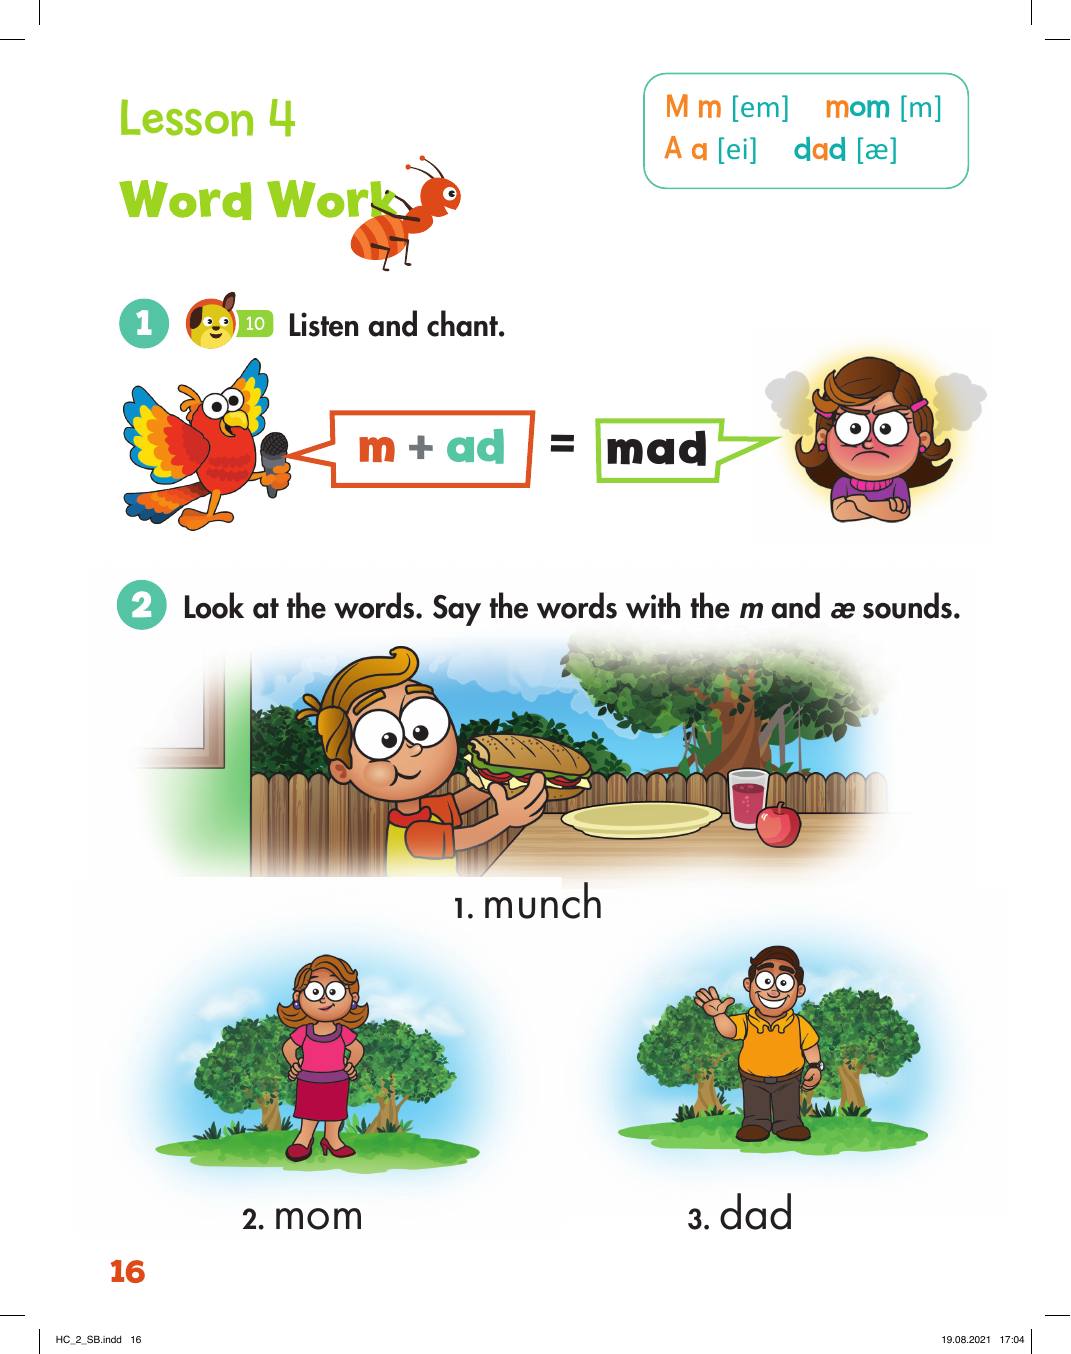 Lesson 4
Word Work
M m [em] mom [m]
A a [ei] dad [æ]
1 10 Listen and chant.
m + ad = mad
2 Look at the words. Say the words with the m and æ sounds.
1. munch
2. mom
3. dad
16
HC_2_SB.indd 16
19.08.2021 17:04